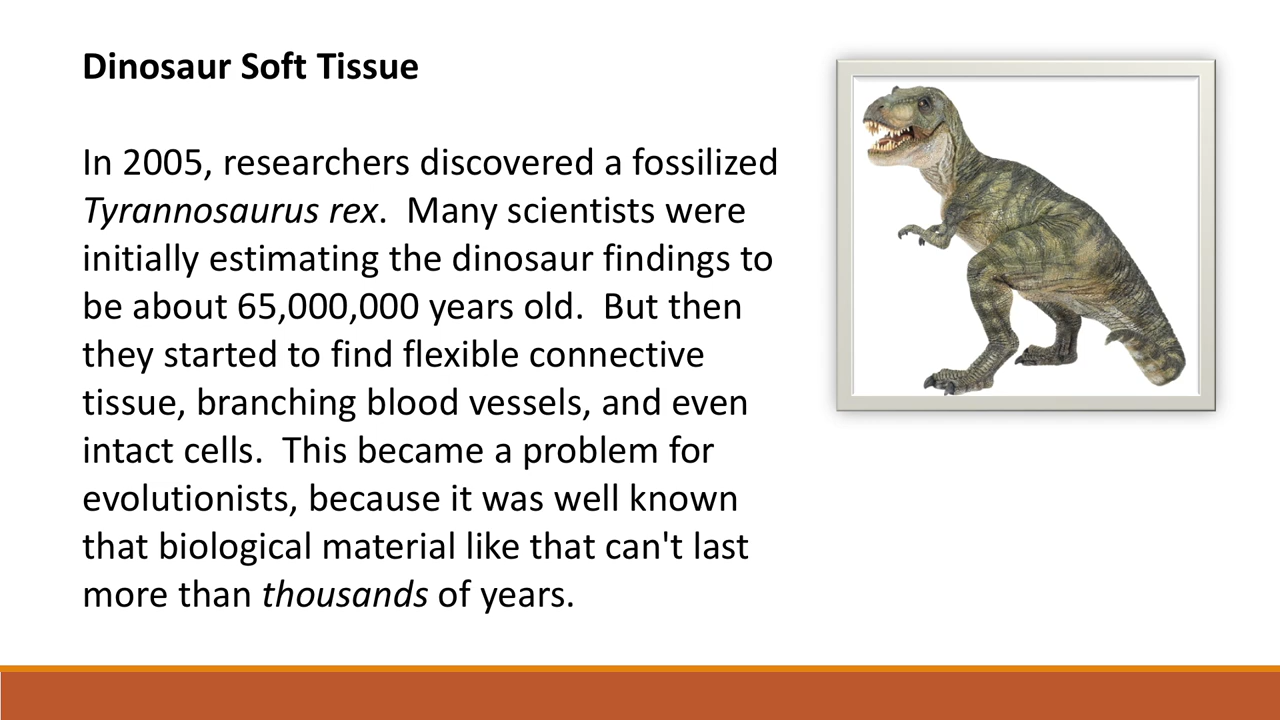 Dinosaur Soft Tissue
In 2005, researchers discovered a fossilized
Tyrannosaurus rex.  Many scientists were
initially estimating the dinosaur findings to
be about 65,000,000 years old.  But then
they started to find flexible connective
tissue, branching blood vessels, and even
intact cells.  This became a problem for
evolutionists, because it was well known
that biological material like that can't last
more than thousands of years.